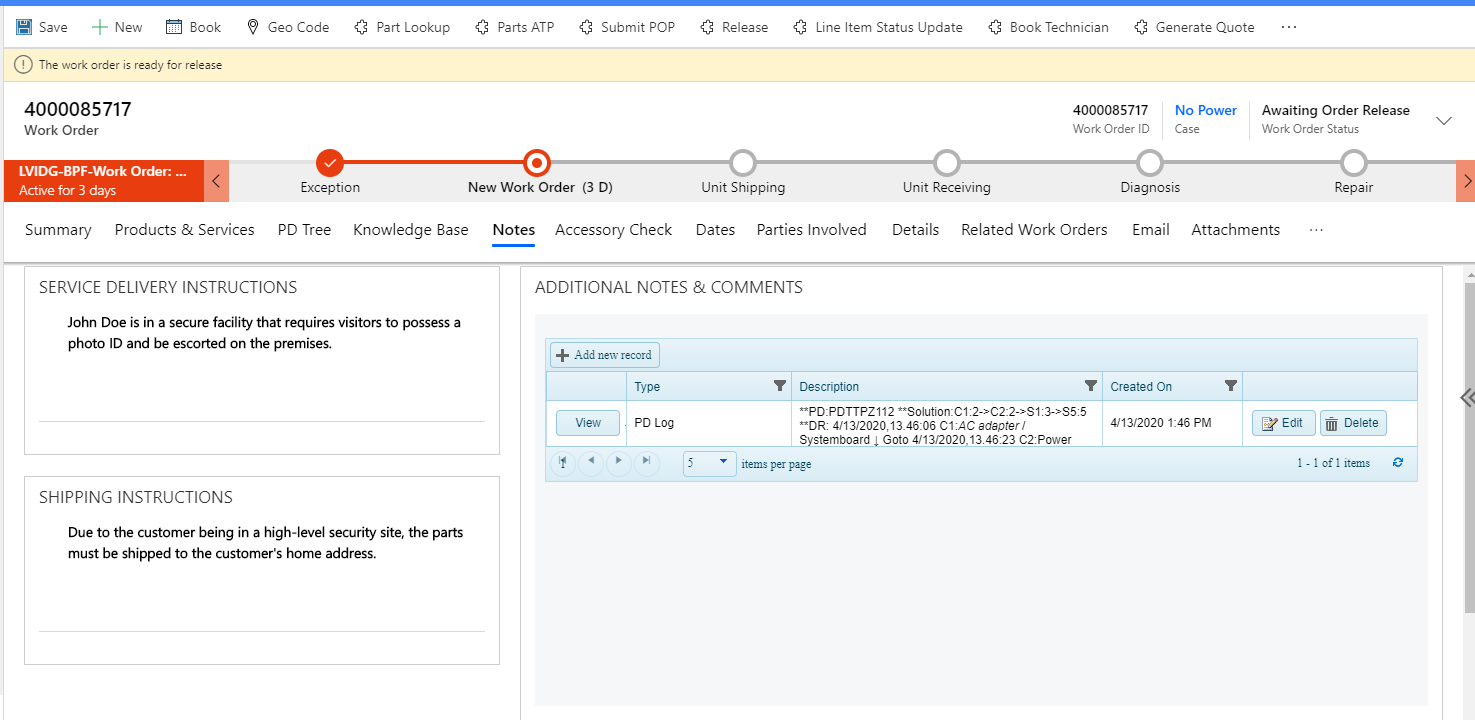 Save New Book Geo Code Part Lookup Parts ATP Submit POP Release Line Item Status Update Book Technician Generate Quote ...
The work order is ready for release
4000085717
Work Order
4000085717 No Power Awaiting Order Release
Work Order ID Case Work Order Status
LVIDG-BPF-Work Order: ...
Active for 3 days
Exception New Work Order (3 D) Unit Shipping Unit Receiving Diagnosis Repair
Summary Products & Services PD Tree Knowledge Base Notes Accessory Check Dates Parties Involved Details Related Work Orders Email Attachments ...
SERVICE DELIVERY INSTRUCTIONS
John Doe is in a secure facility that requires visitors to possess a
photo ID and be escorted on the premises.
SHIPPING INSTRUCTIONS
Due to the customer being in a high-level security site, the parts
must be shipped to the customer's home address.
ADDITIONAL NOTES & COMMENTS
Add new record
Type Description Created On
View PD Log
**PD:PDTTPZ112 **Solution:C1:2->C2:2->S1:3->S5:5
**DR: 4/13/2020,13.46:06 C1:AC adapter /
Systemboard ↓ Goto 4/13/2020,13.46:23 C2:Power
4/13/2020 1:46 PM Edit Delete
5 items per page 1 - 1 of 1 items